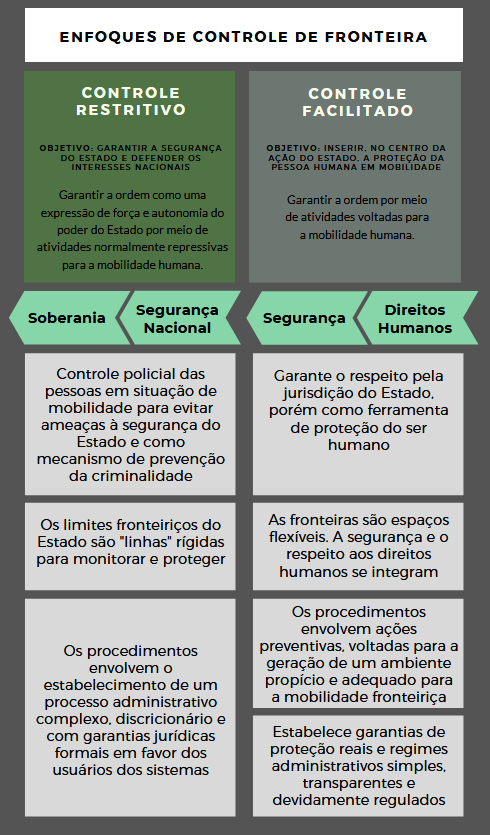 ENFOQUES DE CONTROLE DE FRONTEIRA
CONTROLE
RESTRITIVO
OBJETIVO: GARANTIR A SEGURANÇA
DO ESTADO E DEFENDER OS
INTERESSES NACIONAIS
Garantir a ordem como uma
expressão de força e autonomia do
poder do Estado por meio de
atividades normalmente repressivas
para a mobilidade humana.
CONTROLE
FACILITADO
OBJETIVO: INSERIR, NO CENTRO DA
AÇÃO DO ESTADO, A PROTEÇÃO DA
PESSOA HUMANA EM MOBILIDADE
Garantir a ordem por meio
de atividades voltadas para
a mobilidade humana.
Soberania
Segurança
Nacional
Segurança
Direitos
Humanos
Controle policial das
pessoas em situação de
mobilidade para evitar
ameaças à segurança do
Estado e como
mecanismo de prevenção
da criminalidade
Garante o respeito pela
jurisdição do Estado,
porém como ferramenta
de proteção do ser
humano
Os limites fronteiriços do
Estado são "linhas" rígidas
para monitorar e proteger
As fronteiras são espaços
flexíveis. A segurança e o
respeito aos direitos
humanos se integram
Os procedimentos
envolvem o
estabelecimento de um
processo administrativo
complexo, discricionário e
com garantias jurídicas
formais em favor dos
usuários dos sistemas
Os procedimentos
envolvem ações
preventivas, voltadas para a
geração de um ambiente
propício e adequado para
a mobilidade fronteiriça
Estabelece garantias de
proteção reais e regimes
administrativos simples,
transparentes e
devidamente regulados